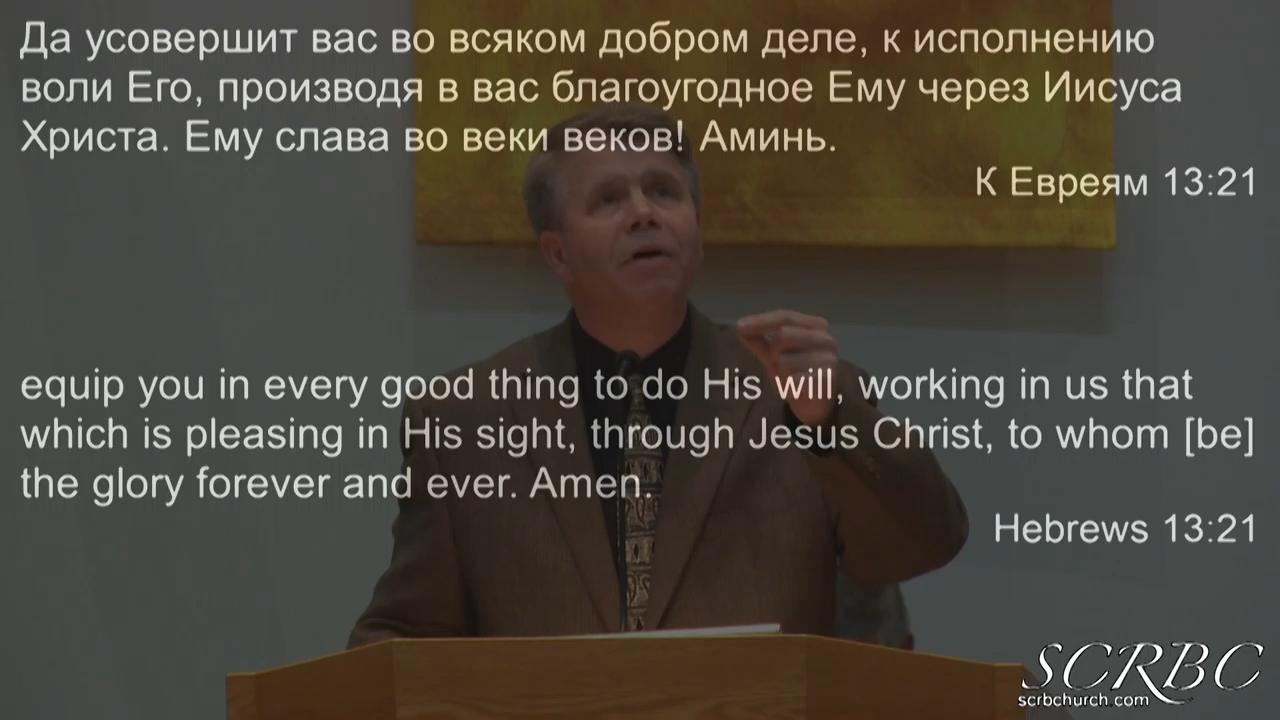 Да усовершит вас во всяком добром деле, к исполнению
воли Его, производя в вас благоугодное Ему через Иисуса
Христа. Ему слава во веки веков! Аминь.
К Евреям 13:21
equip you in every good thing to do His will, working in us that
which is pleasing in His sight, through Jesus Christ, to whom [be]
the glory forever and ever. Amen.
Hebrews 13:21
SCRBC
scrbchurch.com